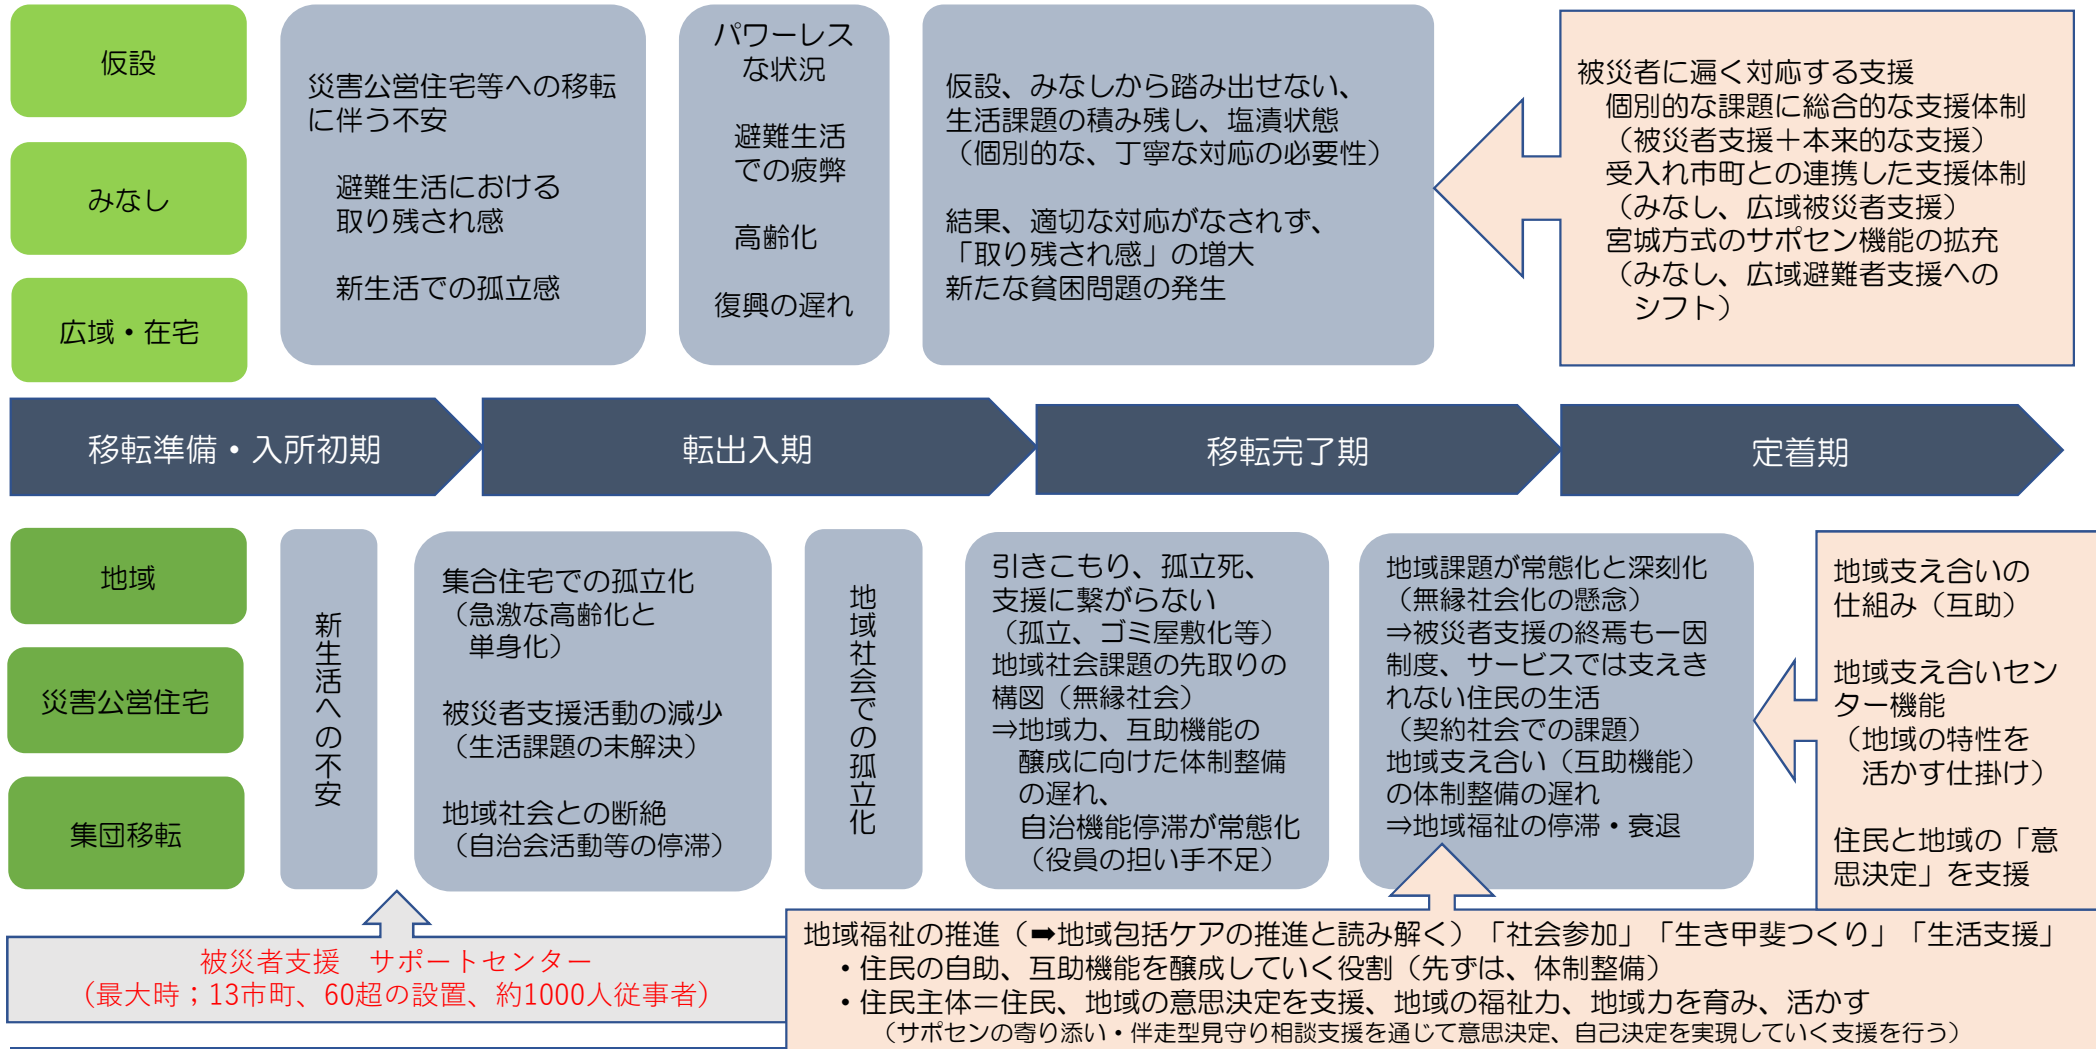 仮設
みなし
広域・在宅
災害公営住宅等への移転
に伴う不安
避難生活における
取り残され感
新生活での孤立感
パワーレス
な状況
避難生活
での疲弊
高齢化
復興の遅れ
仮設、みなしから踏み出せない、
生活課題の積み残し、塩漬状態
（個別的な、丁寧な対応の必要性）
結果、適切な対応がなされず、
「取り残され感」の増大
新たな貧困問題の発生
被災者に遍く対応する支援
個別的な課題に総合的な支援体制
（被災者支援＋本来的な支援）
受入れ市町との連携した支援体制
（みなし、広域被災者支援）
宮城方式のサポセン機能の拡充
（みなし、広域避難者支援への
シフト）
移転準備・入所初期
転出入期
移転完了期
定着期
地域
災害公営住宅
集団移転
新生活への不安
集合住宅での孤立化
（急激な高齢化と
単身化）
被災者支援活動の減少
（生活課題の未解決）
地域社会との断絶
（自治会活動等の停滞）
地域社会での孤立化
引きこもり、孤立死、
支援に繋がらない
（孤立、ゴミ屋敷化等）
地域社会課題の先取りの
構図（無縁社会）
⇒地域力、互助機能の
醸成に向けた体制整備
の遅れ、
自治機能停滞が常態化
（役員の担い手不足）
地域課題が常態化と深刻化
（無縁社会化の懸念）
⇒被災者支援の終焉も一因
制度、サービスでは支えき
れない住民の生活
（契約社会での課題）
地域支え合い（互助機能）
の体制整備の遅れ
⇒地域福祉の停滞・衰退
地域支え合いの
仕組み（互助）
地域支え合いセン
ター機能
（地域の特性を
活かす仕掛け）
住民と地域の「意
思決定」を支援
被災者支援　サポートセンター
（最大時；13市町、60超の設置、約1000人従事者）
地域福祉の推進（➡地域包括ケアの推進と読み解く）「社会参加」「生き甲斐つくり」「生活支援」
・住民の自助、互助機能を醸成していく役割（先ずは、体制整備）
・住民主体＝住民、地域の意思決定を支援、地域の福祉力、地域力を育み、活かす
（サポセンの寄り添い・伴走型見守り相談支援を通じて意思決定、自己決定を実現していく支援を行う）